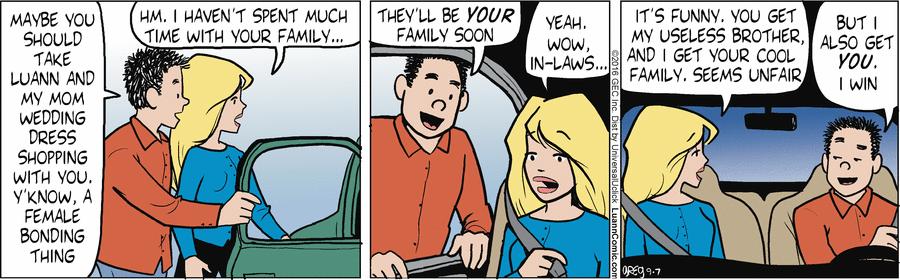 MAYBE YOU
SHOULD
TAKE
LUANN AND
MY MOM
WEDDING
DRESS
SHOPPING
WITH YOU.
Y'KNOW, A
FEMALE
BONDING
THING
HM. I HAVEN'T SPENT MUCH
TIME WITH YOUR FAMILY...
THEY'LL BE YOUR
FAMILY SOON
YEAH.
WOW,
IN-LAWS...
©2016 GEC Inc. Dist by UniversalUclick LuannComic.com
IT'S FUNNY. YOU GET
MY USELESS BROTHER,
AND I GET YOUR COOL
FAMILY. SEEMS UNFAIR
BUT I
ALSO GET
YOU.
I WIN
GREG 9-7